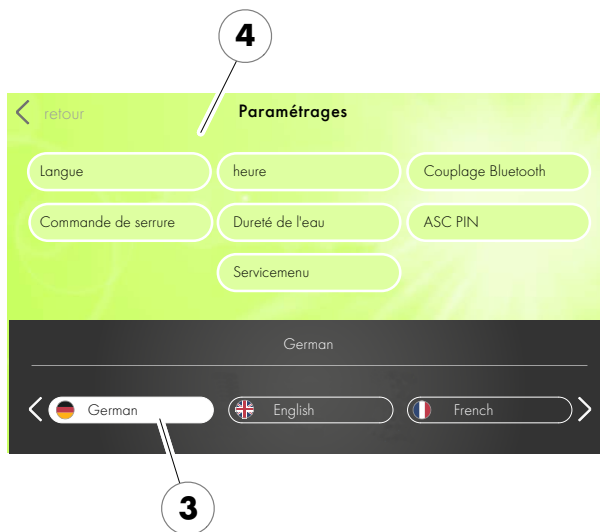 4
retour Paramétrages
Langue heure Couplage Bluetooth
Commande de serrure Dureté de l'eau ASC PIN
Servicemenu
German
German English French
3